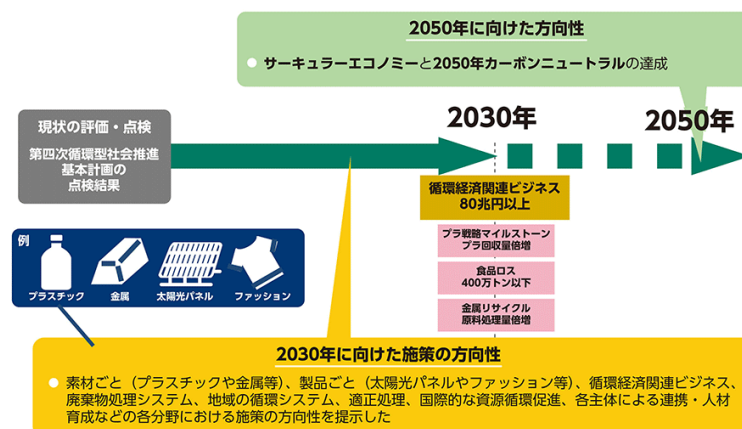 2050年に向けた方向性
● サーキュラーエコノミーと2050年カーボンニュートラルの達成
現状の評価・点検
第四次循環型社会推進
基本計画の
点検結果
2030年
2050年
循環経済関連ビジネス
80兆円以上
プラ戦略マイルストーン
プラ回収量倍増
食品ロス
400万トン以下
金属リサイクル
原料処理量倍増
例
プラスチック
金属
太陽光パネル
ファッション
2030年に向けた施策の方向性
● 素材ごと（プラスチックや金属等）、製品ごと（太陽光パネルやファッション等）、循環経済関連ビジネス、
廃棄物処理システム、地域の循環システム、適正処理、国際的な資源循環促進、各主体による連携・人材
育成などの各分野における施策の方向性を提示した